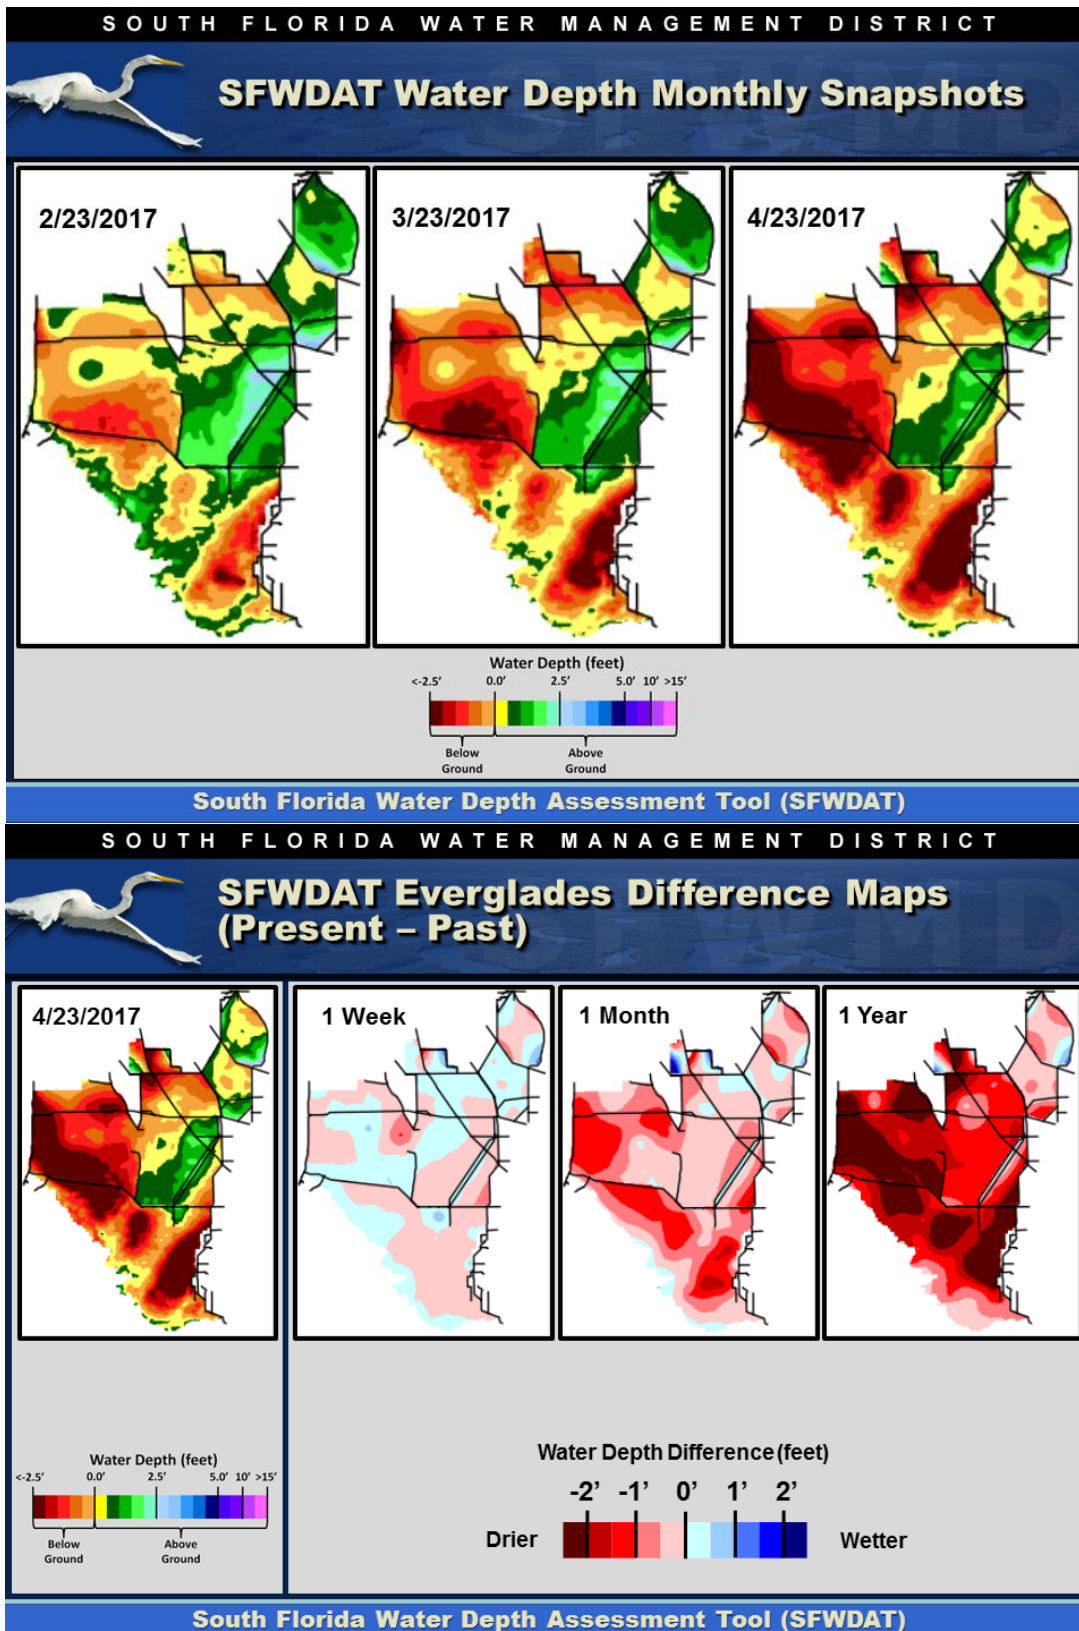 SOUTH FLORIDA WATER MANAGEMENT DISTRICT
SFWDAT Water Depth Monthly Snapshots
2/23/2017
3/23/2017
4/23/2017
Water Depth (feet)
<-2.5' 0.0' 2.5' 5.0' 10' >15'
Below Ground
Above Ground
South Florida Water Depth Assessment Tool (SFWDAT)
SOUTH FLORIDA WATER MANAGEMENT DISTRICT
SFWDAT Everglades Difference Maps
(Present – Past)
4/23/2017
1 Week
1 Month
1 Year
Water Depth (feet)
<-2.5' 0.0' 2.5' 5.0' 10' >15'
Below Ground
Above Ground
Water Depth Difference (feet)
-2' -1' 0' 1' 2'
Drier
Wetter
South Florida Water Depth Assessment Tool (SFWDAT)